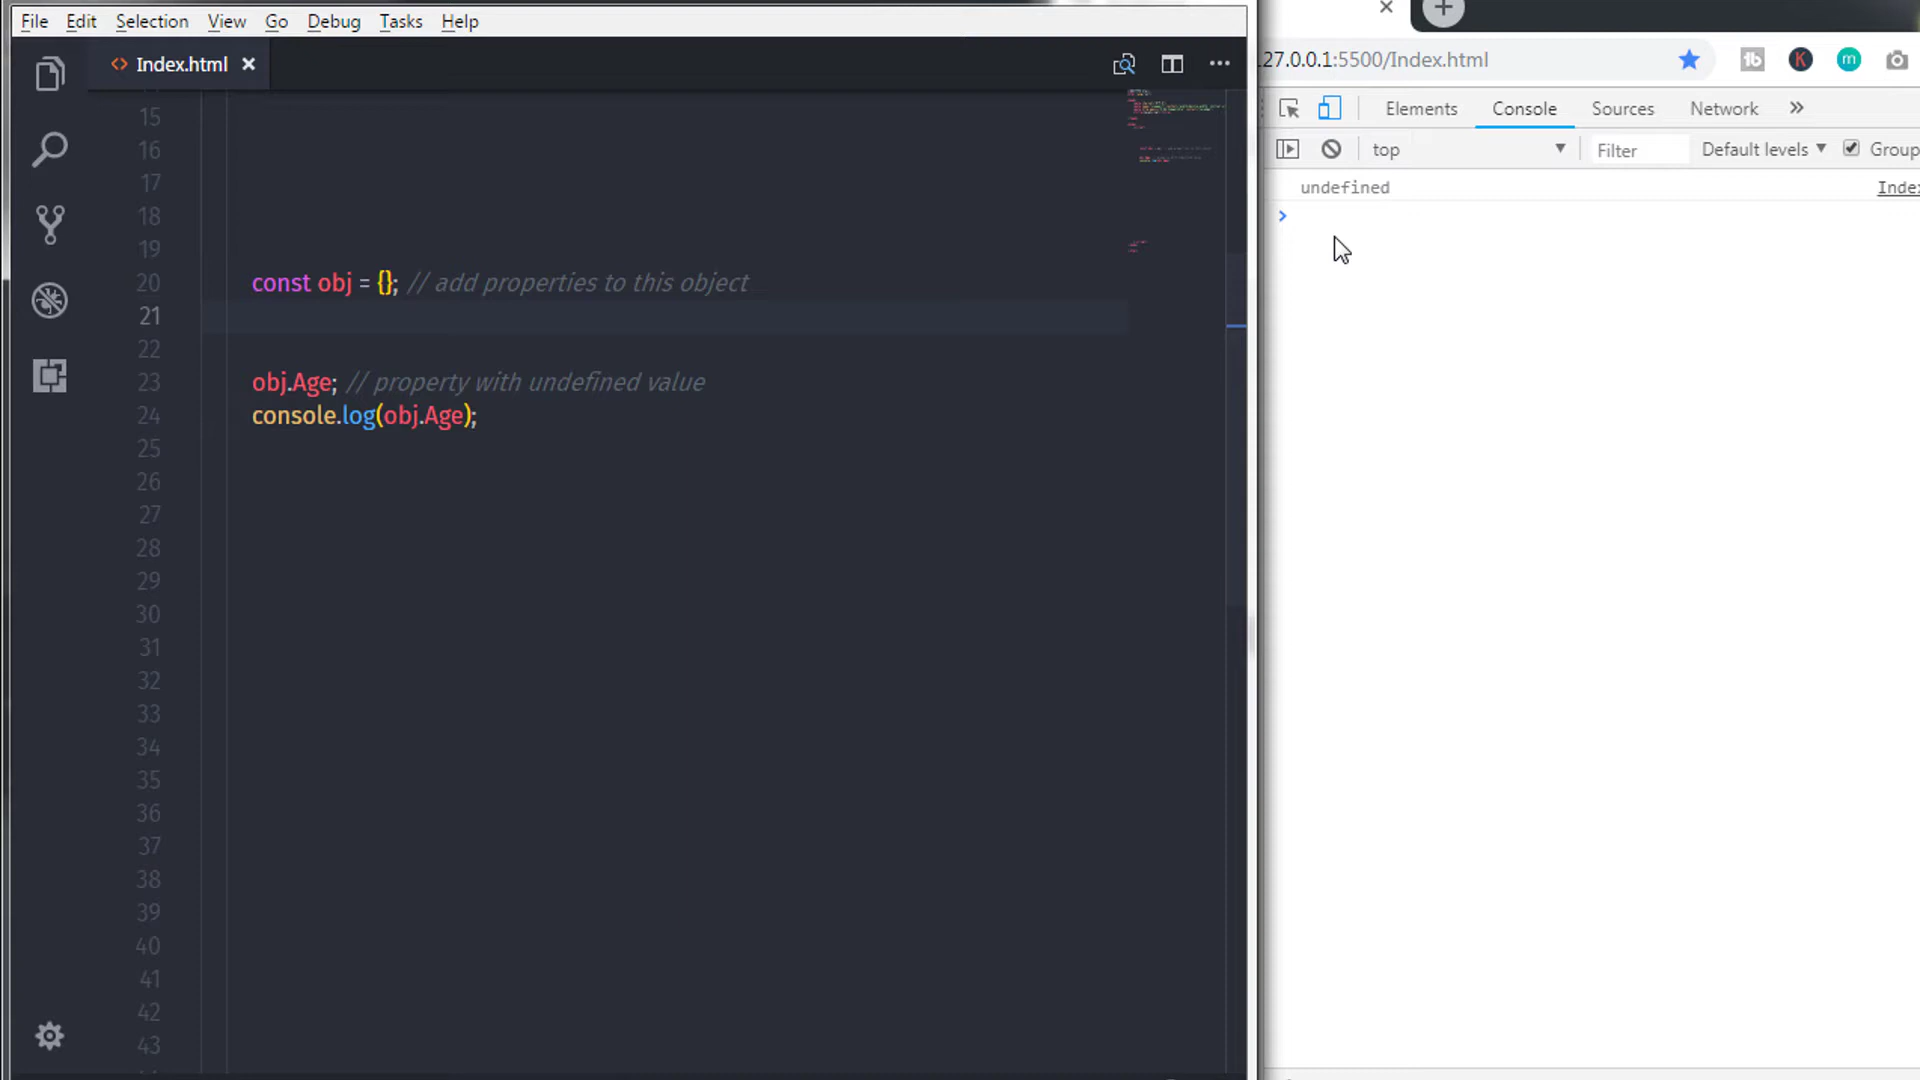 File Edit Selection View Go Debug Tasks Help
Index.html
15
16
17
18
19
20 const obj = {}; // add properties to this object
21
22
23 obj.Age; // property with undefined value
24 console.log(obj.Age);
25
26
27
28
29
30
31
32
33
34
35
36
37
38
39
40
41
42
43
27.0.0.1:5500/Index.html
Elements Console Sources Network
top Filter Default levels Group
undefined Inde